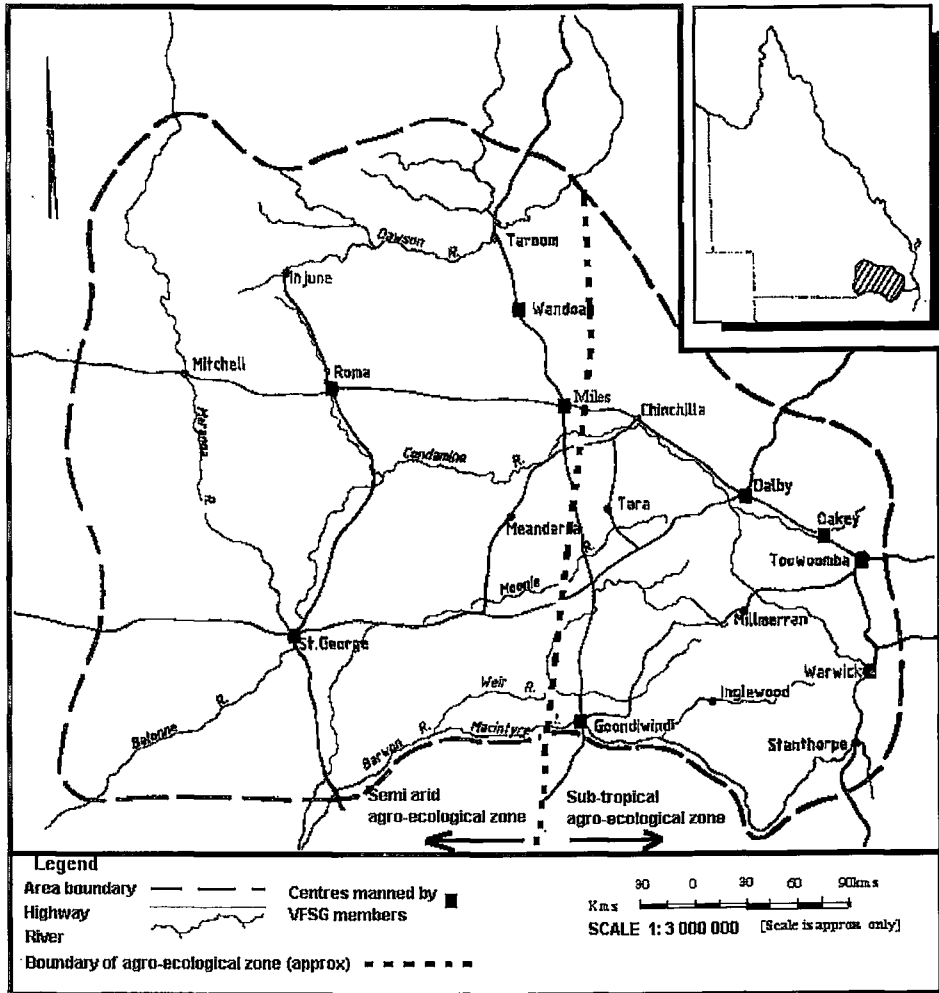 Dawson R.
Taroom
Injune
Wandoan
Mitchell
Roma
Miles
Chinchilla
Maranoa
R.
Condamine R.
Dalby
Tara
Oakey
Meandarra
R.
Toowoomba
Moonie
Millmerran
St.George
Warwick
Weir R.
Inglewood
Balonne R.
Macintyre
Goondiwindi
Barwon R.
Stanthorpe
Semi arid
agro-ecological zone
Sub-tropical
agro-ecological zone
Legend
Area boundary
Highway
River
Centres manned by
VFSG members
Boundary of agro-ecological zone (approx)
30 0 30 60 90kms
Kms
SCALE 1: 3 000 000 [Scale is approx only]